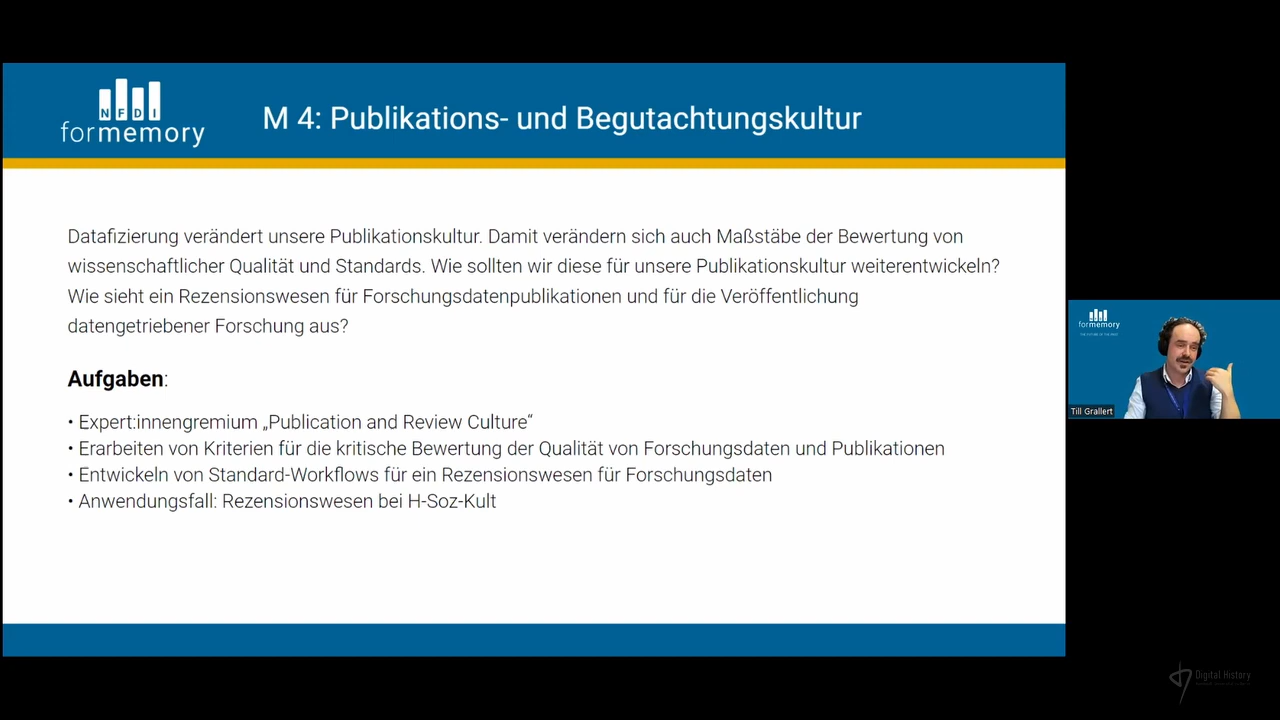 NFDI
formemory
M 4: Publikations- und Begutachtungskultur
Datafizierung verändert unsere Publikationskultur. Damit verändern sich auch Maßstäbe der Bewertung von
wissenschaftlicher Qualität und Standards. Wie sollten wir diese für unsere Publikationskultur weiterentwickeln?
Wie sieht ein Rezensionswesen für Forschungsdatenpublikationen und für die Veröffentlichung
datengetriebener Forschung aus?
Aufgaben:
• Expert:innengremium „Publication and Review Culture“
• Erarbeiten von Kriterien für die kritische Bewertung der Qualität von Forschungsdaten und Publikationen
• Entwickeln von Standard-Workflows für ein Rezensionswesen für Forschungsdaten
• Anwendungsfall: Rezensionswesen bei H-Soz-Kult
formemory
Till Grallert
Digital History